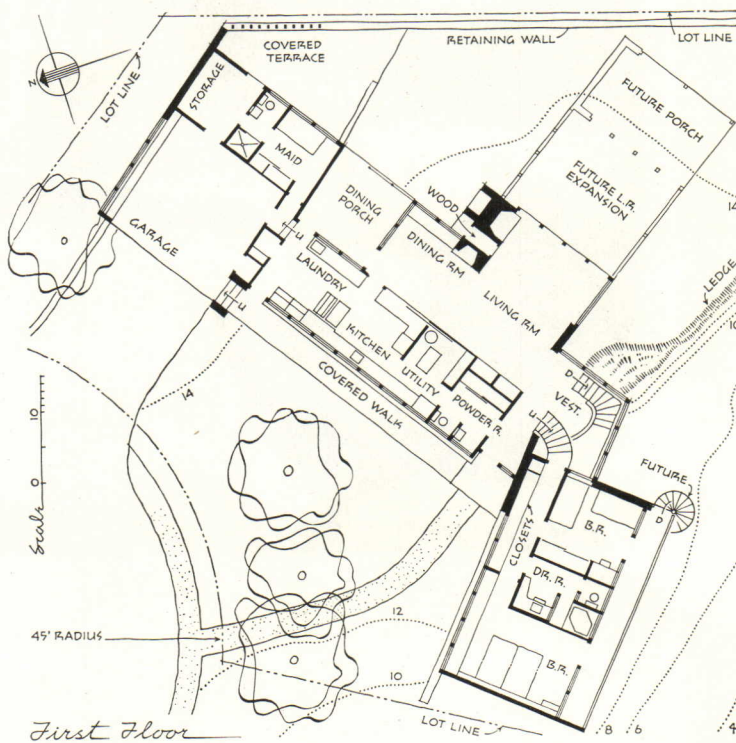 COVERED
TERRACE
RETAINING WALL
LOT LINE
N
LOT LINE
STORAGE
MAID
FUTURE PORCH
FUTURE L.R.
EXPANSION
WOOD
DINING
PORCH
DINING RM
14
GARAGE
U
LAUNDRY
LIVING RM
LEDGE
U
KITCHEN
10
14
COVERED WALK
UTILITY
POWDER R.
D
VEST.
U
10
0
Scale
FUTURE
D
CLOSETS
B.R.
DR. R.
12
45' RADIUS
B.R.
10
First Floor
LOT LINE
8
6
4